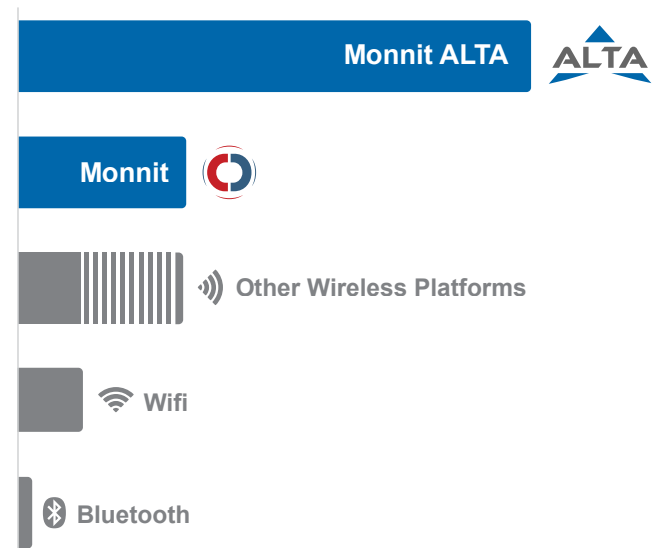 Monnit ALTA
ALTA
Monnit
Other Wireless Platforms
Wifi
Bluetooth